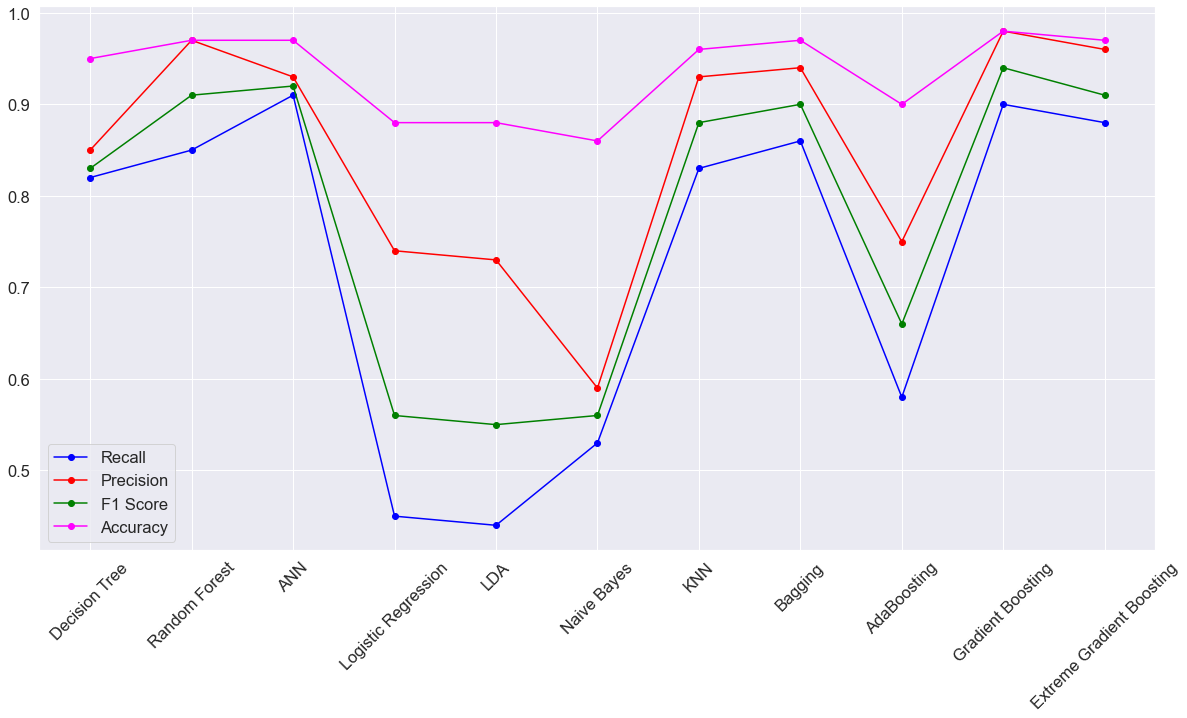 1.0
0.9
0.8
0.7
0.6
0.5
Recall
Precision
F1 Score
Accuracy
Decision Tree
Random Forest
ANN
Logistic Regression
LDA
Naive Bayes
KNN
Bagging
AdaBoosting
Gradient Boosting
Extreme Gradient Boosting